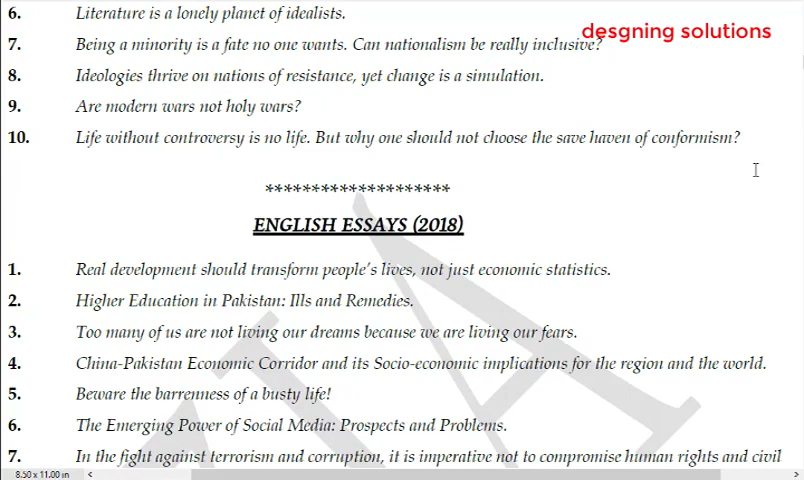 6. Literature is a lonely planet of idealists.
desgning solutions
7. Being a minority is a fate no one wants. Can nationalism be really inclusive?
8. Ideologies thrive on nations of resistance, yet change is a simulation.
9. Are modern wars not holy wars?
10. Life without controversy is no life. But why one should not choose the save haven of conformism?
********************
ENGLISH ESSAYS (2018)
1. Real development should transform people's lives, not just economic statistics.
2. Higher Education in Pakistan: Ills and Remedies.
3. Too many of us are not living our dreams because we are living our fears.
4. China-Pakistan Economic Corridor and its Socio-economic implications for the region and the world.
5. Beware the barrenness of a busty life!
6. The Emerging Power of Social Media: Prospects and Problems.
7. In the fight against terrorism and corruption, it is imperative not to compromise human rights and civil
8.50 x 11.00 in